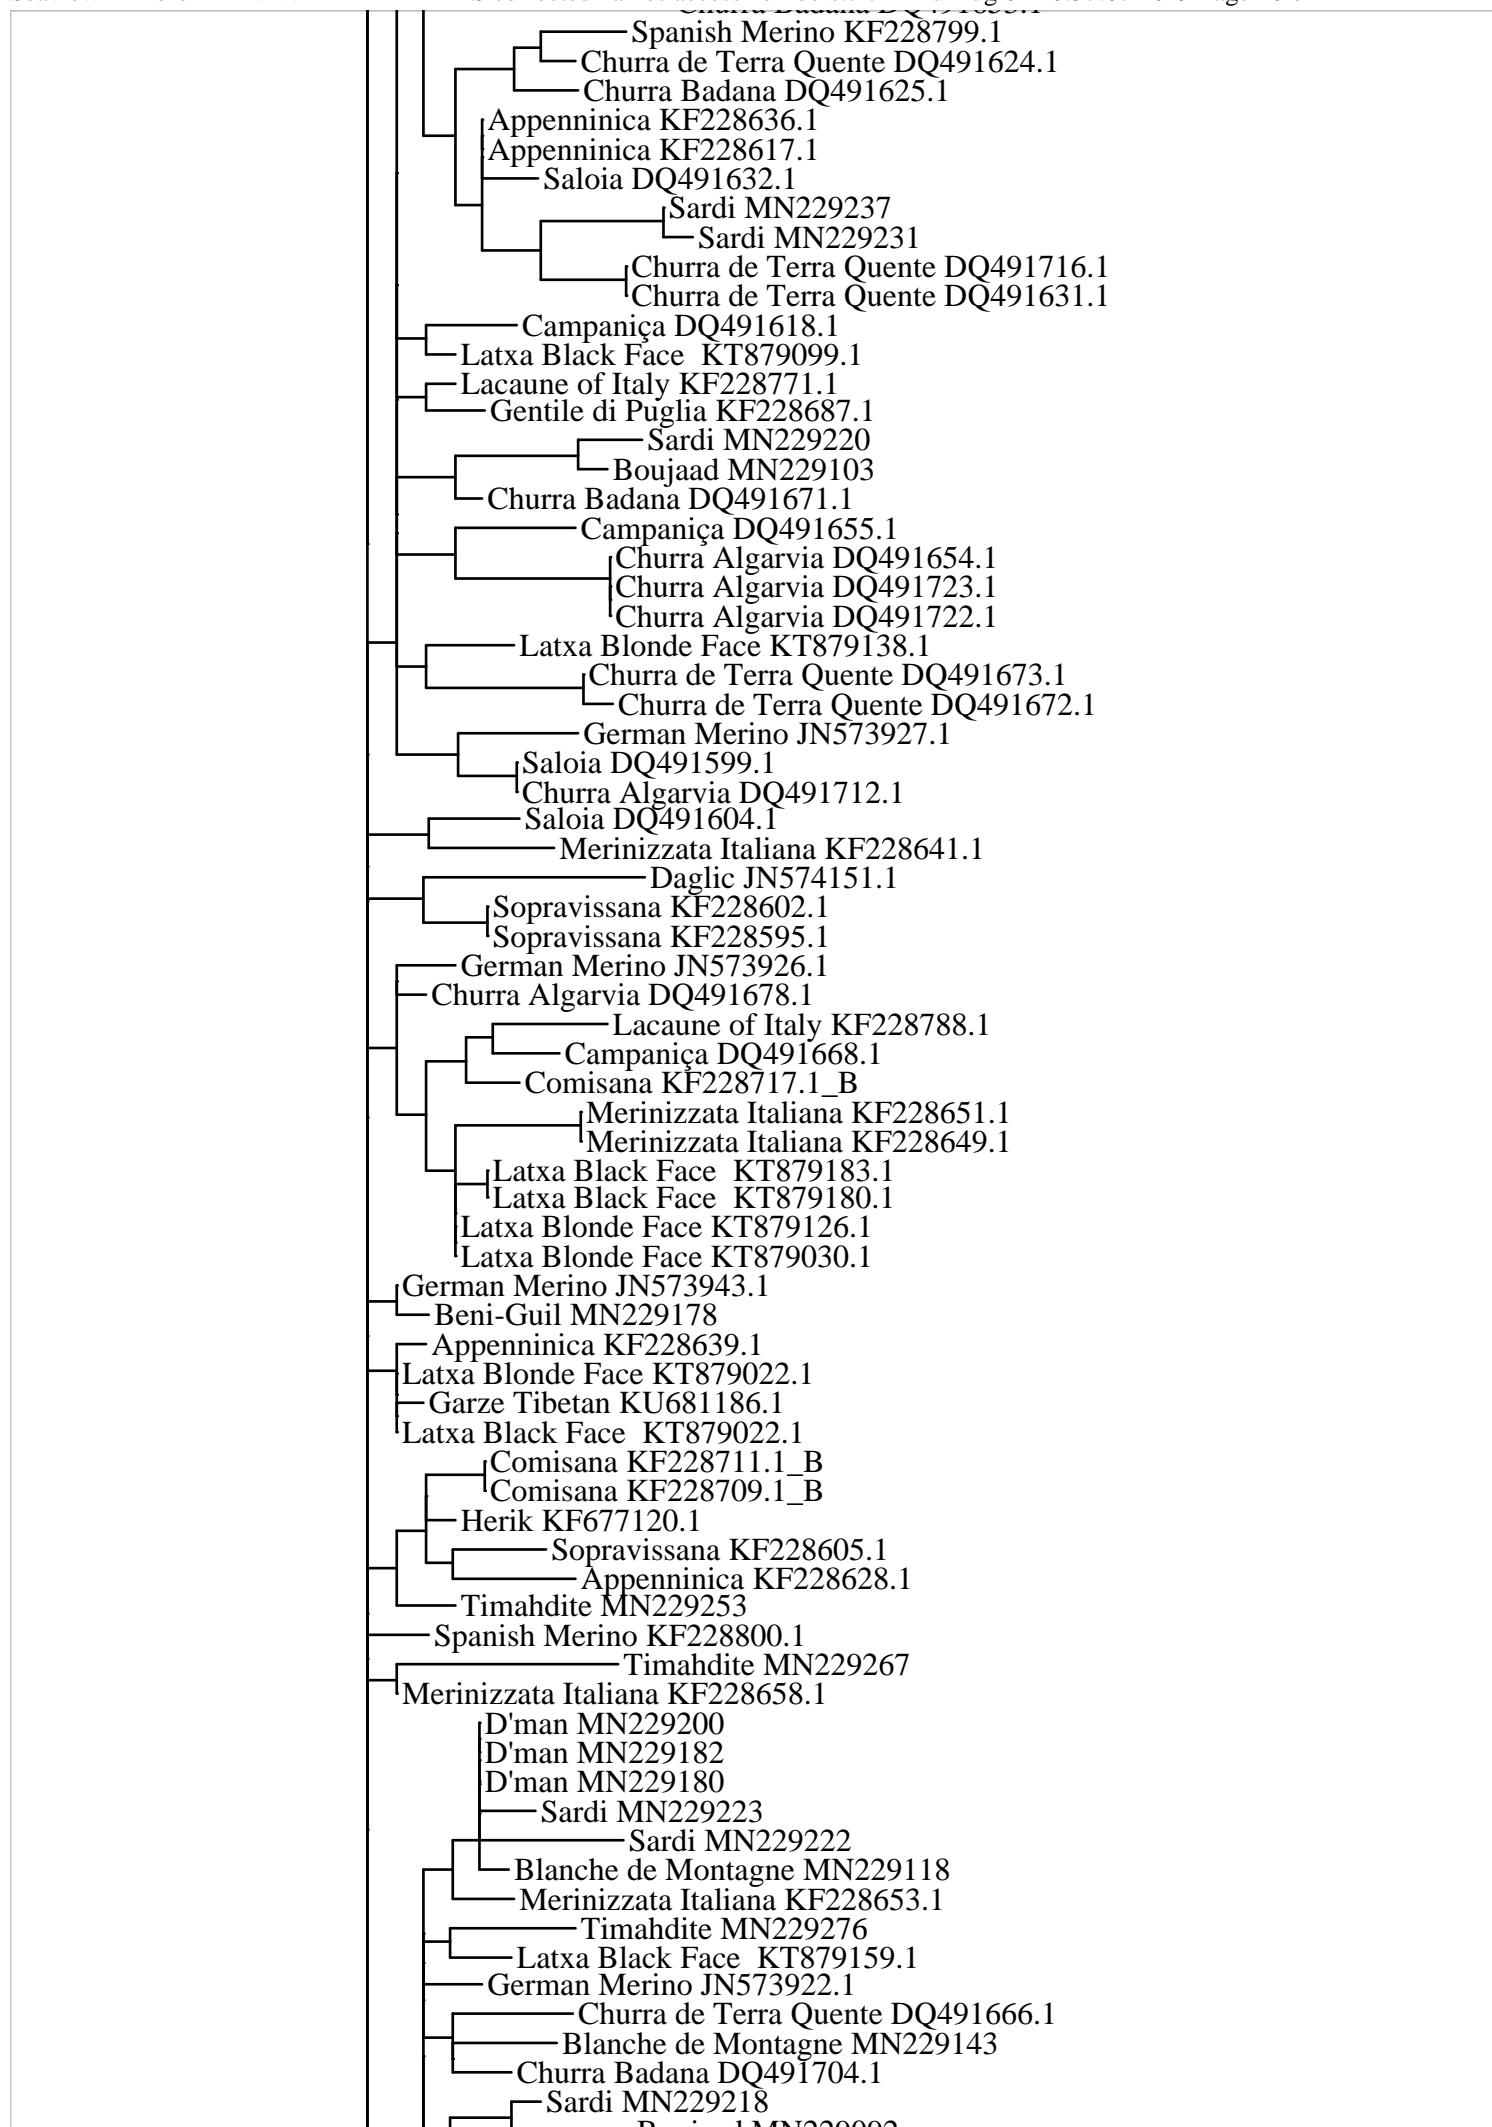 Spanish Merino KF228799.1
Churra de Terra Quente DQ491624.1
Churra Badana DQ491625.1
Appenninica KF228636.1
Appenninica KF228617.1
Saloia DQ491632.1
Sardi MN229237
Sardi MN229231
Churra de Terra Quente DQ491716.1
Churra de Terra Quente DQ491631.1
Campaniça DQ491618.1
Latxa Black Face  KT879099.1
Lacaune of Italy KF228771.1
Gentile di Puglia KF228687.1
Sardi MN229220
Boujaad MN229103
Churra Badana DQ491671.1
Campaniça DQ491655.1
Churra Algarvia DQ491654.1
Churra Algarvia DQ491723.1
Churra Algarvia DQ491722.1
Latxa Blonde Face KT879138.1
Churra de Terra Quente DQ491673.1
Churra de Terra Quente DQ491672.1
German Merino JN573927.1
Saloia DQ491599.1
Churra Algarvia DQ491712.1
Saloia DQ491604.1
Merinizzata Italiana KF228641.1
Daglic JN574151.1
Sopravissana KF228602.1
Sopravissana KF228595.1
German Merino JN573926.1
Churra Algarvia DQ491678.1
Lacaune of Italy KF228788.1
Campaniça DQ491668.1
Comisana KF228717.1_B
Merinizzata Italiana KF228651.1
Merinizzata Italiana KF228649.1
Latxa Black Face  KT879183.1
Latxa Black Face  KT879180.1
Latxa Blonde Face KT879126.1
Latxa Blonde Face KT879030.1
German Merino JN573943.1
Beni-Guil MN229178
Appenninica KF228639.1
Latxa Blonde Face KT879022.1
Garze Tibetan KU681186.1
Latxa Black Face  KT879022.1
Comisana KF228711.1_B
Comisana KF228709.1_B
Herik KF677120.1
Sopravissana KF228605.1
Appenninica KF228628.1
Timahdite MN229253
Spanish Merino KF228800.1
Timahdite MN229267
Merinizzata Italiana KF228658.1
D'man MN229200
D'man MN229182
D'man MN229180
Sardi MN229223
Sardi MN229222
Blanche de Montagne MN229118
Merinizzata Italiana KF228653.1
Timahdite MN229276
Latxa Black Face  KT879159.1
German Merino JN573922.1
Churra de Terra Quente DQ491666.1
Blanche de Montagne MN229143
Churra Badana DQ491704.1
Sardi MN229218